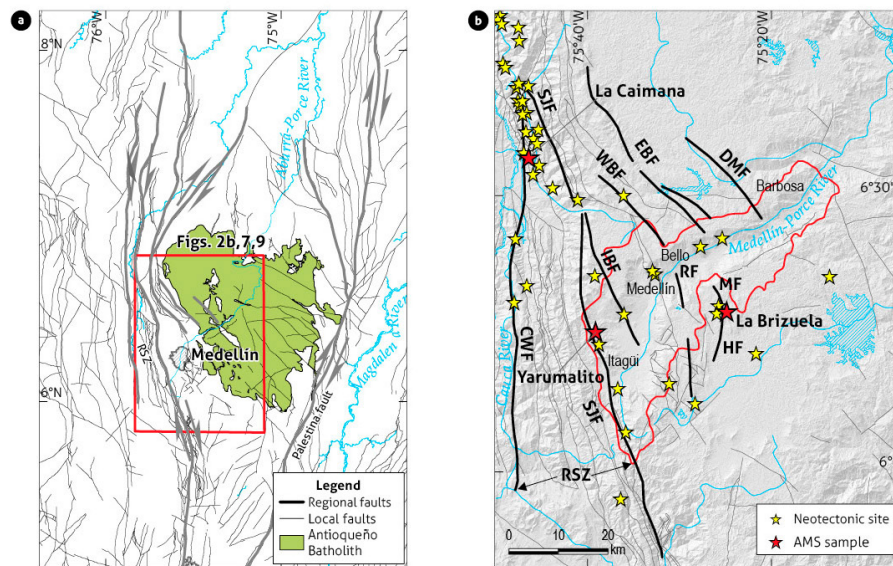 a
76°W
75°W
8°N
Aburrá-Porce River
Figs. 2b,7,9
RSZ
Medellín
Magdalena River
6°N
Palestina fault
Legend
Regional faults
Local faults
Antioqueño
Batholith
b
75°40'W
75°20'W
SJF
La Caimana
EBF
WBF
DMF
Barbosa
6°30'
Medellín-Porce River
Bello
IBF
RF
Medellín
MF
La Brizuela
CWF
HF
Cauca River
Itagüí
Yarumalito
SJF
6°
RSZ
0 10 20
km
Neotectonic site
AMS sample